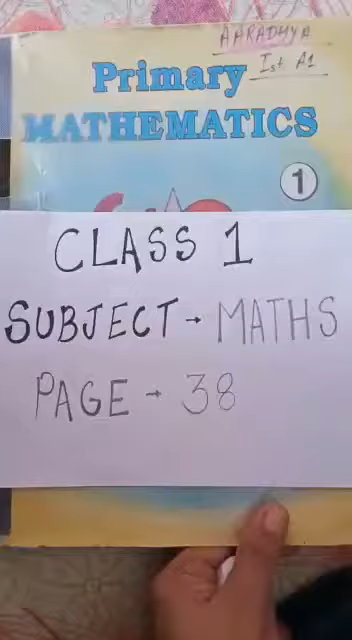 AARADHYA
Ist A1
Primary
MATHEMATICS
1
CLASS 1
SUBJECT - MATHS
PAGE - 38